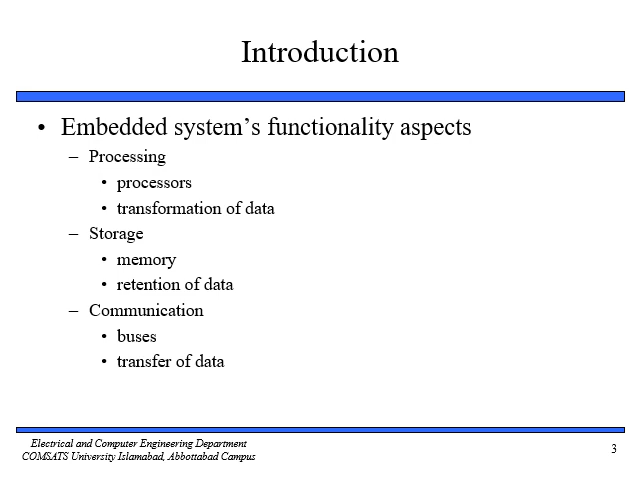 Introduction
• Embedded system’s functionality aspects
– Processing
• processors
• transformation of data
– Storage
• memory
• retention of data
– Communication
• buses
• transfer of data
Electrical and Computer Engineering Department
COMSATS University Islamabad, Abbottabad Campus
3